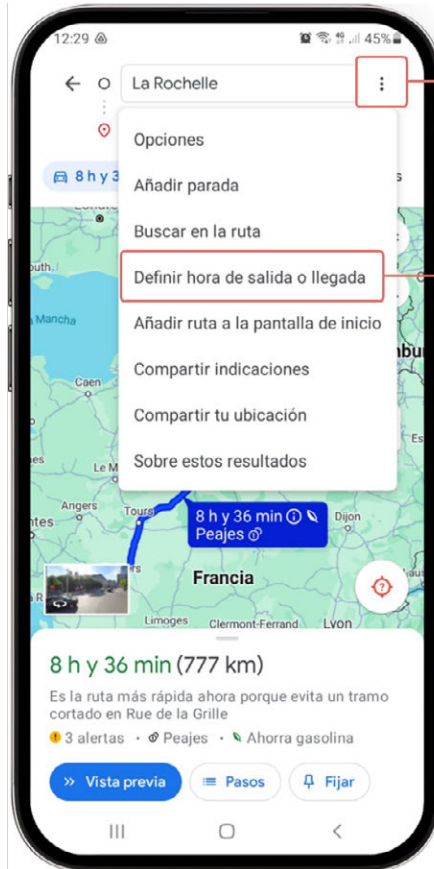 12:29
45%
La Rochelle
8 h y 3
Opciones
Añadir parada
Buscar en la ruta
Definir hora de salida o llegada
Añadir ruta a la pantalla de inicio
Compartir indicaciones
Compartir tu ubicación
Sobre estos resultados
Mancha
Caen
Le M
Angers
Tours
8 h y 36 min
Peajes
Dijon
Francia
Limoges
Clermont-Ferrand
Lyon
8 h y 36 min (777 km)
Es la ruta más rápida ahora porque evita un tramo
cortado en Rue de la Grille
3 alertas · Peajes · Ahorra gasolina
Vista previa
Pasos
Fijar